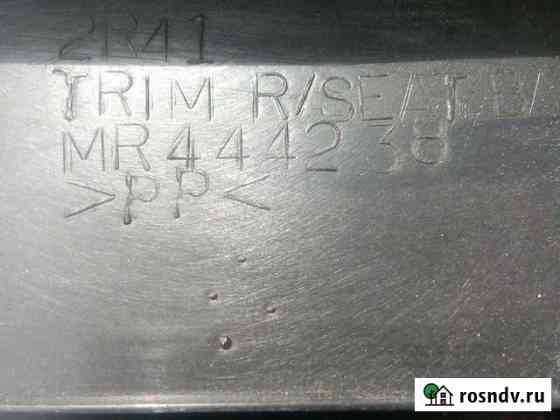 2R41
TRIM R/SEAT, B/
MR444238
>PP<
rosndv.ru